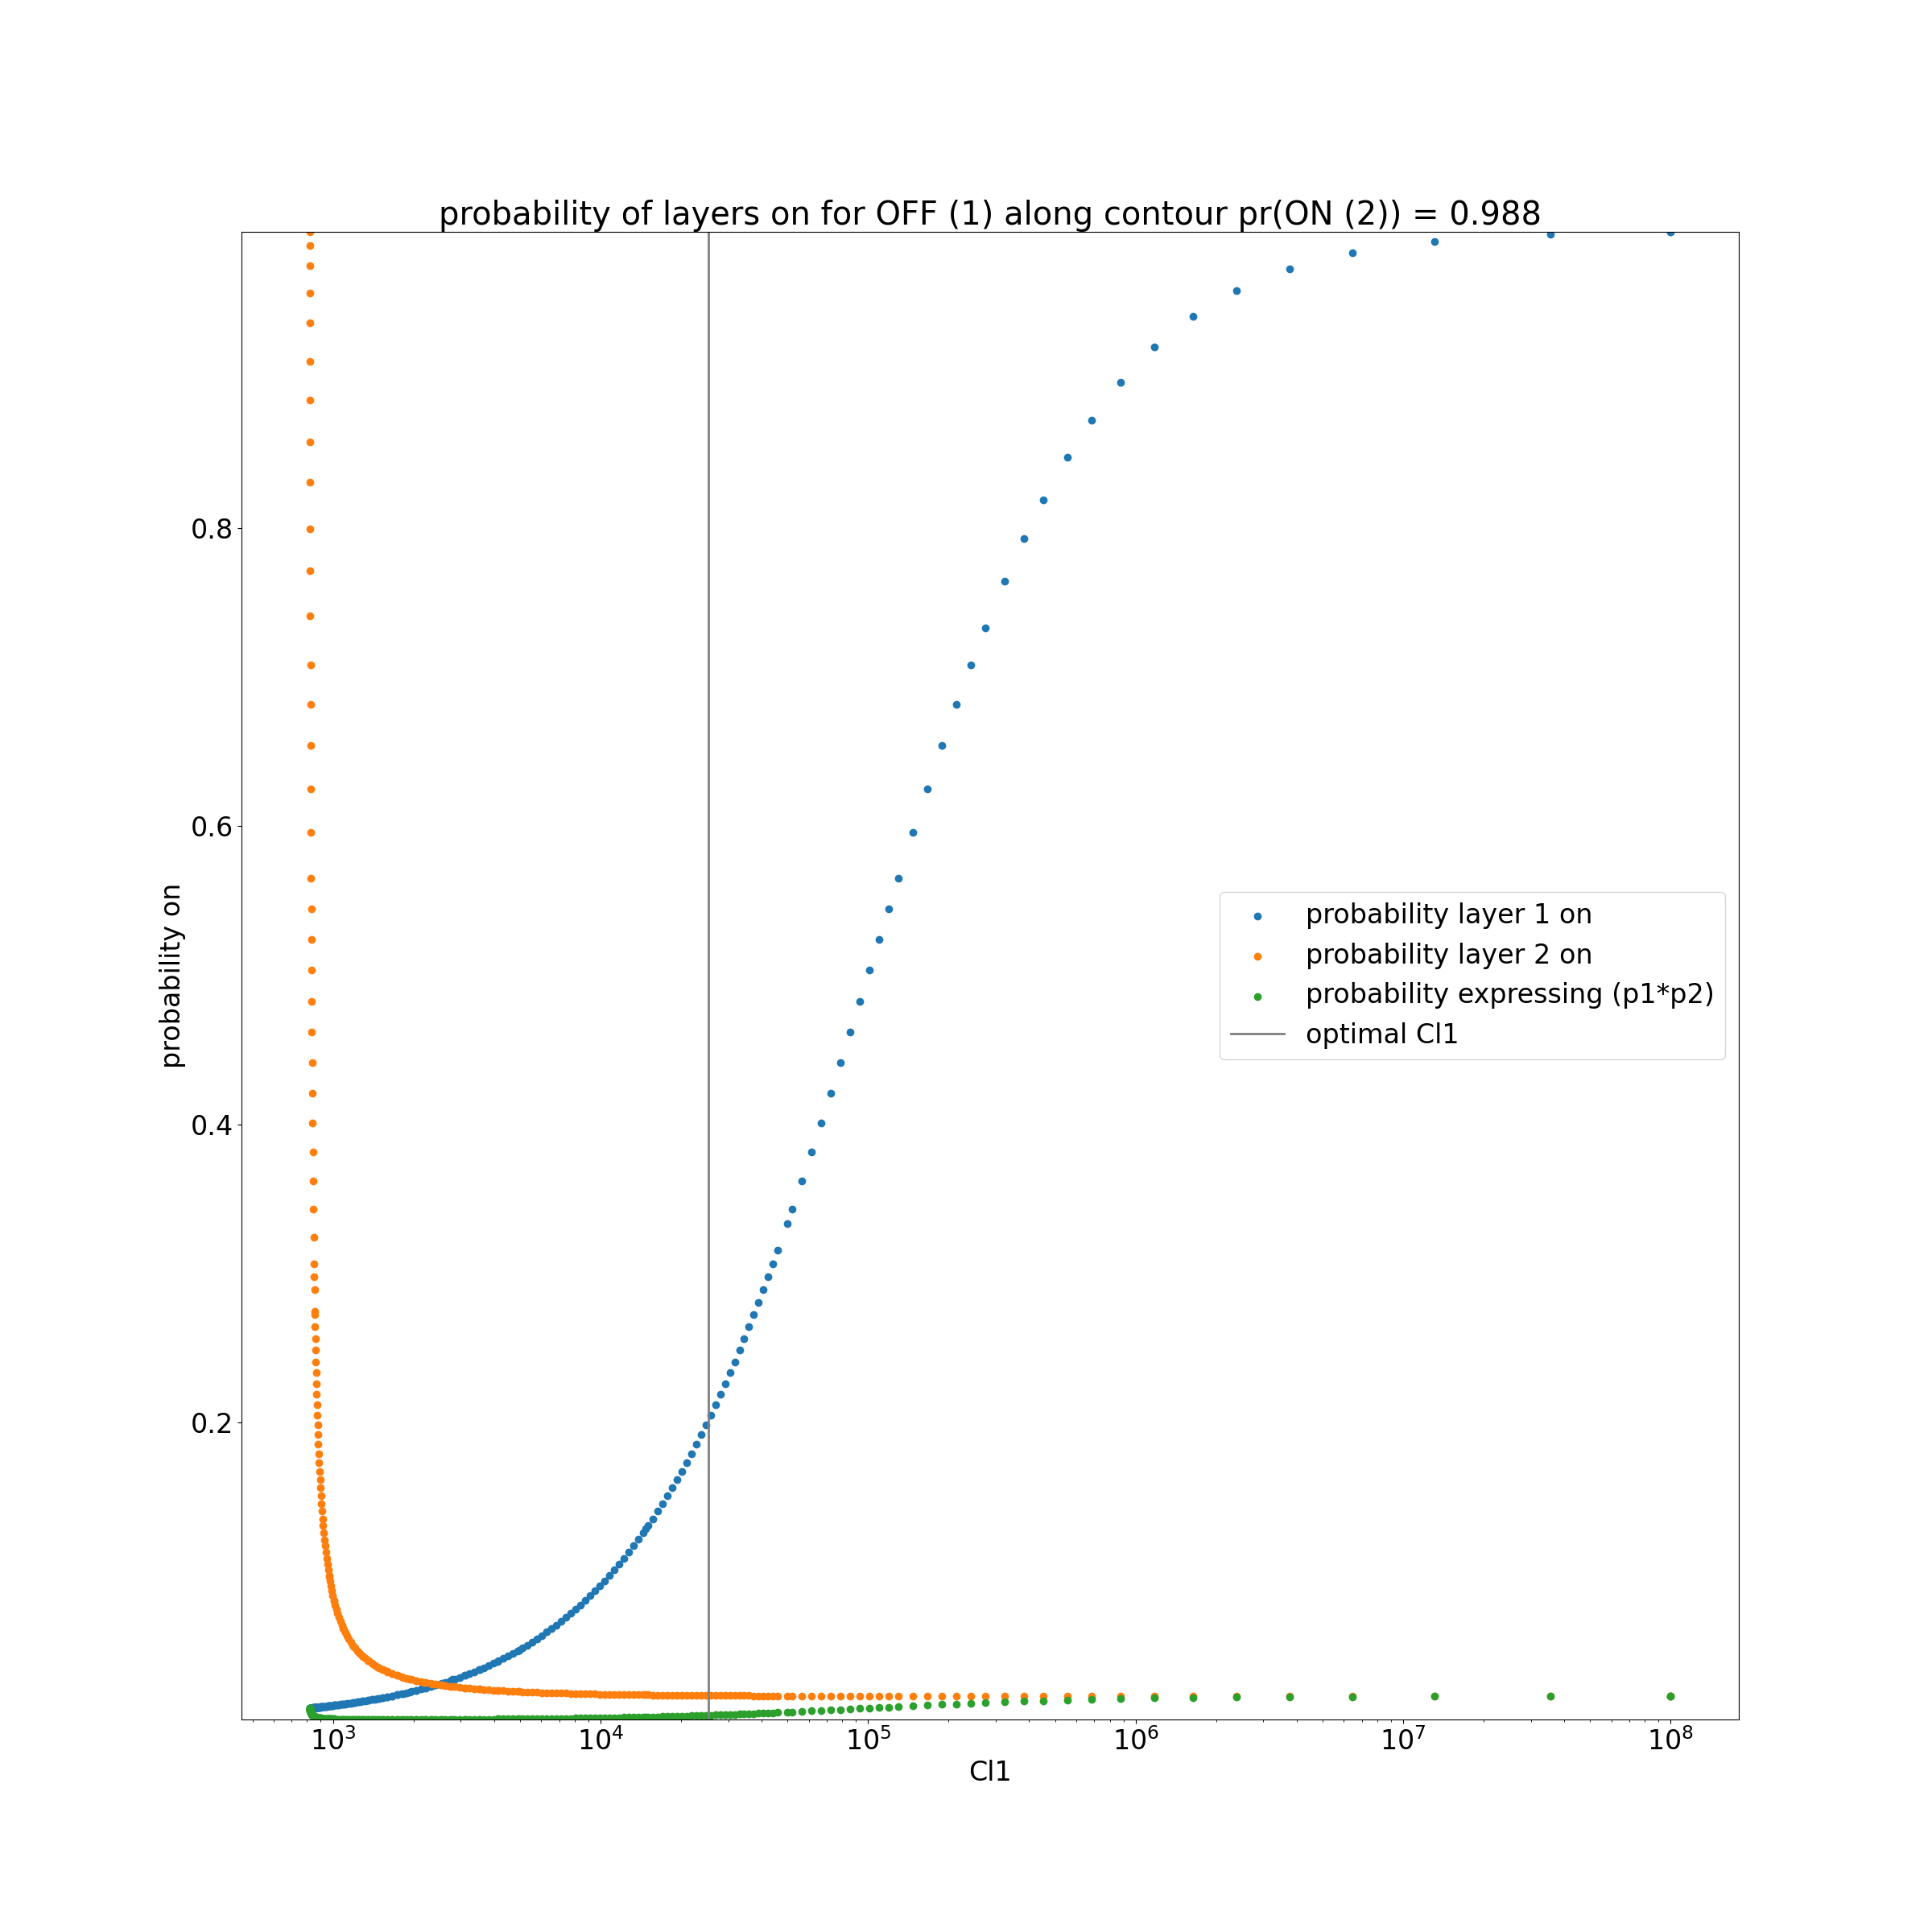 probability of layers on for OFF (1) along contour pr(ON (2)) = 0.988
probability on
0.8
0.6
0.4
0.2
probability layer 1 on
probability layer 2 on
probability expressing (p1*p2)
optimal Cl1
10³ 10⁴ 10⁵ 10⁶ 10⁷ 10⁸
Cl1